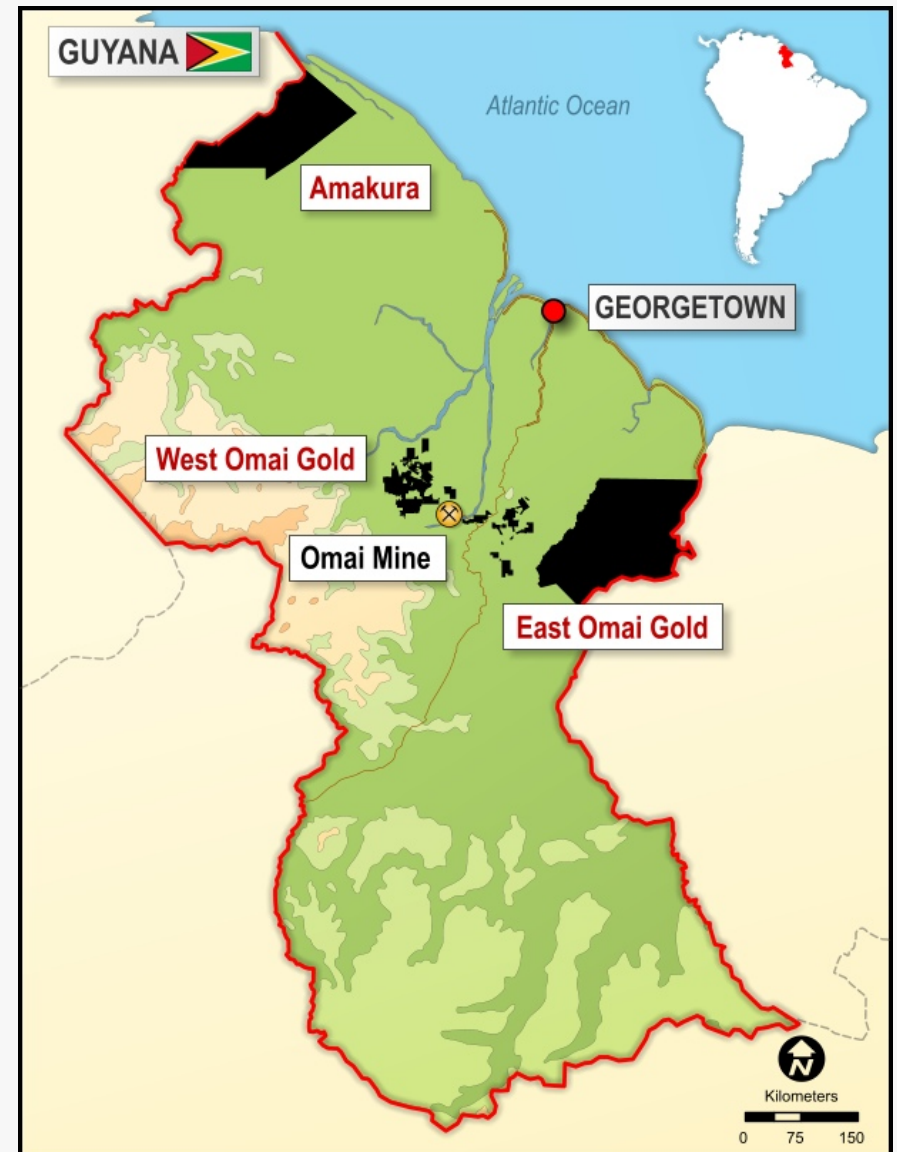 GUYANA
Atlantic Ocean
Amakura
GEORGETOWN
West Omai Gold
Omai Mine
East Omai Gold
N
Kilometers
0 75 150